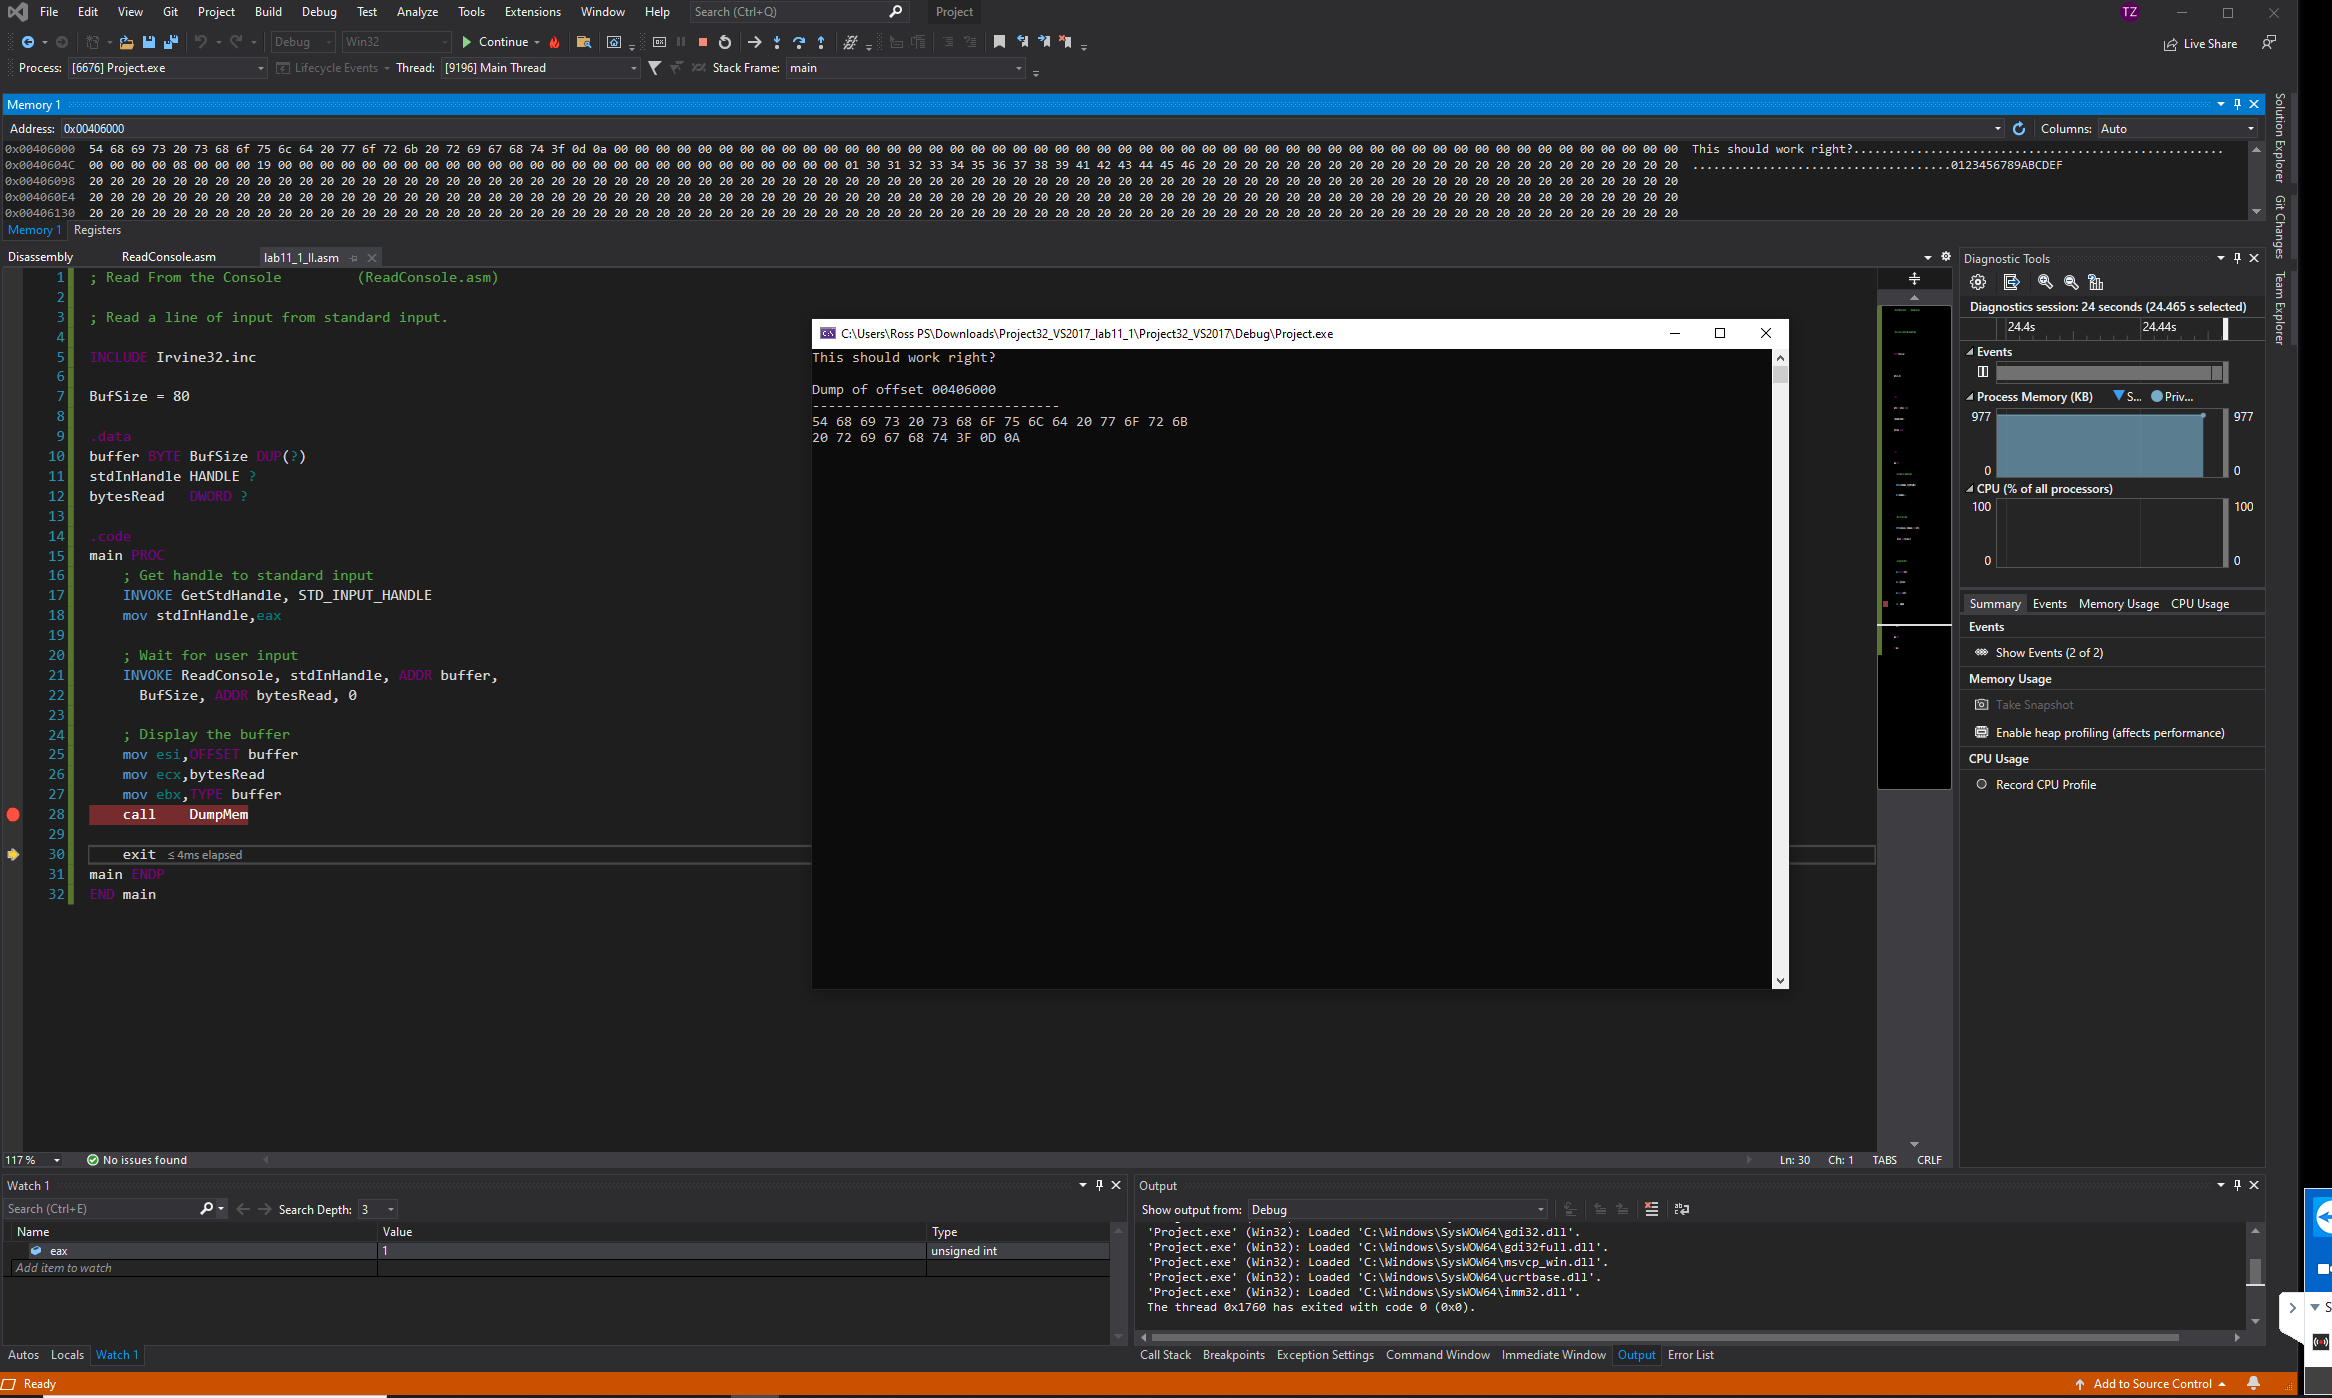 File Edit View Git Project Build Debug Test Analyze Tools Extensions Window Help Search (Ctrl+Q) Project TZ
Debug Win32 Continue Live Share
Process: [6676] Project.exe Lifecycle Events Thread: [9196] Main Thread Stack Frame: main
Memory 1
Address: 0x00406000 Columns: Auto
0x00406000 54 68 69 73 20 73 68 6f 75 6c 64 20 77 6f 72 6b 20 72 69 67 68 74 3f 0d 0a 00 00 00 00 00 00 00 00 00 00 00 00 00 00 00 00 00 00 00 00 00 00 00 00 00 00 00 00 00 00 00 00 00 00 00 00 00 00 00 00 00 00 00 00 00 00 00 00 00 00 00 This should work right?.....................................................
0x0040604C 00 00 00 00 08 00 00 00 19 00 00 00 00 00 00 00 00 00 00 00 00 00 00 00 00 00 00 00 00 00 00 00 00 00 00 00 01 30 31 32 33 34 35 36 37 38 39 41 42 43 44 45 46 20 20 20 20 20 20 20 20 20 20 20 20 20 20 20 20 20 20 20 20 20 20 20 .....................................0123456789ABCDEF
0x00406098 20 20 20 20 20 20 20 20 20 20 20 20 20 20 20 20 20 20 20 20 20 20 20 20 20 20 20 20 20 20 20 20 20 20 20 20 20 20 20 20 20 20 20 20 20 20 20 20 20 20 20 20 20 20 20 20 20 20 20 20 20 20 20 20 20 20 20 20 20 20 20 20 20 20 20 20
0x004060E4 20 20 20 20 20 20 20 20 20 20 20 20 20 20 20 20 20 20 20 20 20 20 20 20 20 20 20 20 20 20 20 20 20 20 20 20 20 20 20 20 20 20 20 20 20 20 20 20 20 20 20 20 20 20 20 20 20 20 20 20 20 20 20 20 20 20 20 20 20 20 20 20 20 20 20 20
0x00406130 20 20 20 20 20 20 20 20 20 20 20 20 20 20 20 20 20 20 20 20 20 20 20 20 20 20 20 20 20 20 20 20 20 20 20 20 20 20 20 20 20 20 20 20 20 20 20 20 20 20 20 20 20 20 20 20 20 20 20 20 20 20 20 20 20 20 20 20 20 20 20 20 20 20 20 20
Memory 1 Registers
Solution Explorer
Git Changes
Team Explorer
Disassembly ReadConsole.asm lab11_1_II.asm
1 ; Read From the Console (ReadConsole.asm)
2
3 ; Read a line of input from standard input.
4
5 INCLUDE Irvine32.inc
6
7 BufSize = 80
8
9 .data
10 buffer BYTE BufSize DUP(?)
11 stdInHandle HANDLE ?
12 bytesRead DWORD ?
13
14 .code
15 main PROC
16 ; Get handle to standard input
17 INVOKE GetStdHandle, STD_INPUT_HANDLE
18 mov stdInHandle,eax
19
20 ; Wait for user input
21 INVOKE ReadConsole, stdInHandle, ADDR buffer,
22 BufSize, ADDR bytesRead, 0
23
24 ; Display the buffer
25 mov esi,OFFSET buffer
26 mov ecx,bytesRead
27 mov ebx,TYPE buffer
28 call DumpMem
29
30 exit ≤ 4ms elapsed
31 main ENDP
32 END main
C:\Users\Ross PS\Downloads\Project32_VS2017_lab11_1\Project32_VS2017\Debug\Project.exe
This should work right?
Dump of offset 00406000
-------------------------------
54 68 69 73 20 73 68 6F 75 6C 64 20 77 6F 72 6B
20 72 69 67 68 74 3F 0D 0A
Diagnostic Tools
Diagnostics session: 24 seconds (24.465 s selected)
24.4s 24.44s
Events
Process Memory (KB) S... Priv...
977 977
0 0
CPU (% of all processors)
100 100
0 0
Summary Events Memory Usage CPU Usage
Events
Show Events (2 of 2)
Memory Usage
Take Snapshot
Enable heap profiling (affects performance)
CPU Usage
Record CPU Profile
117 % No issues found Ln: 30 Ch: 1 TABS CRLF
Watch 1
Search (Ctrl+E) Search Depth: 3
Name Value Type
eax 1 unsigned int
Add item to watch
Autos Locals Watch 1
Output
Show output from: Debug
'Project.exe' (Win32): Loaded 'C:\Windows\SysWOW64\gdi32.dll'.
'Project.exe' (Win32): Loaded 'C:\Windows\SysWOW64\gdi32full.dll'.
'Project.exe' (Win32): Loaded 'C:\Windows\SysWOW64\msvcp_win.dll'.
'Project.exe' (Win32): Loaded 'C:\Windows\SysWOW64\ucrtbase.dll'.
'Project.exe' (Win32): Loaded 'C:\Windows\SysWOW64\imm32.dll'.
The thread 0x1760 has exited with code 0 (0x0).
Call Stack Breakpoints Exception Settings Command Window Immediate Window Output Error List
Ready Add to Source Control